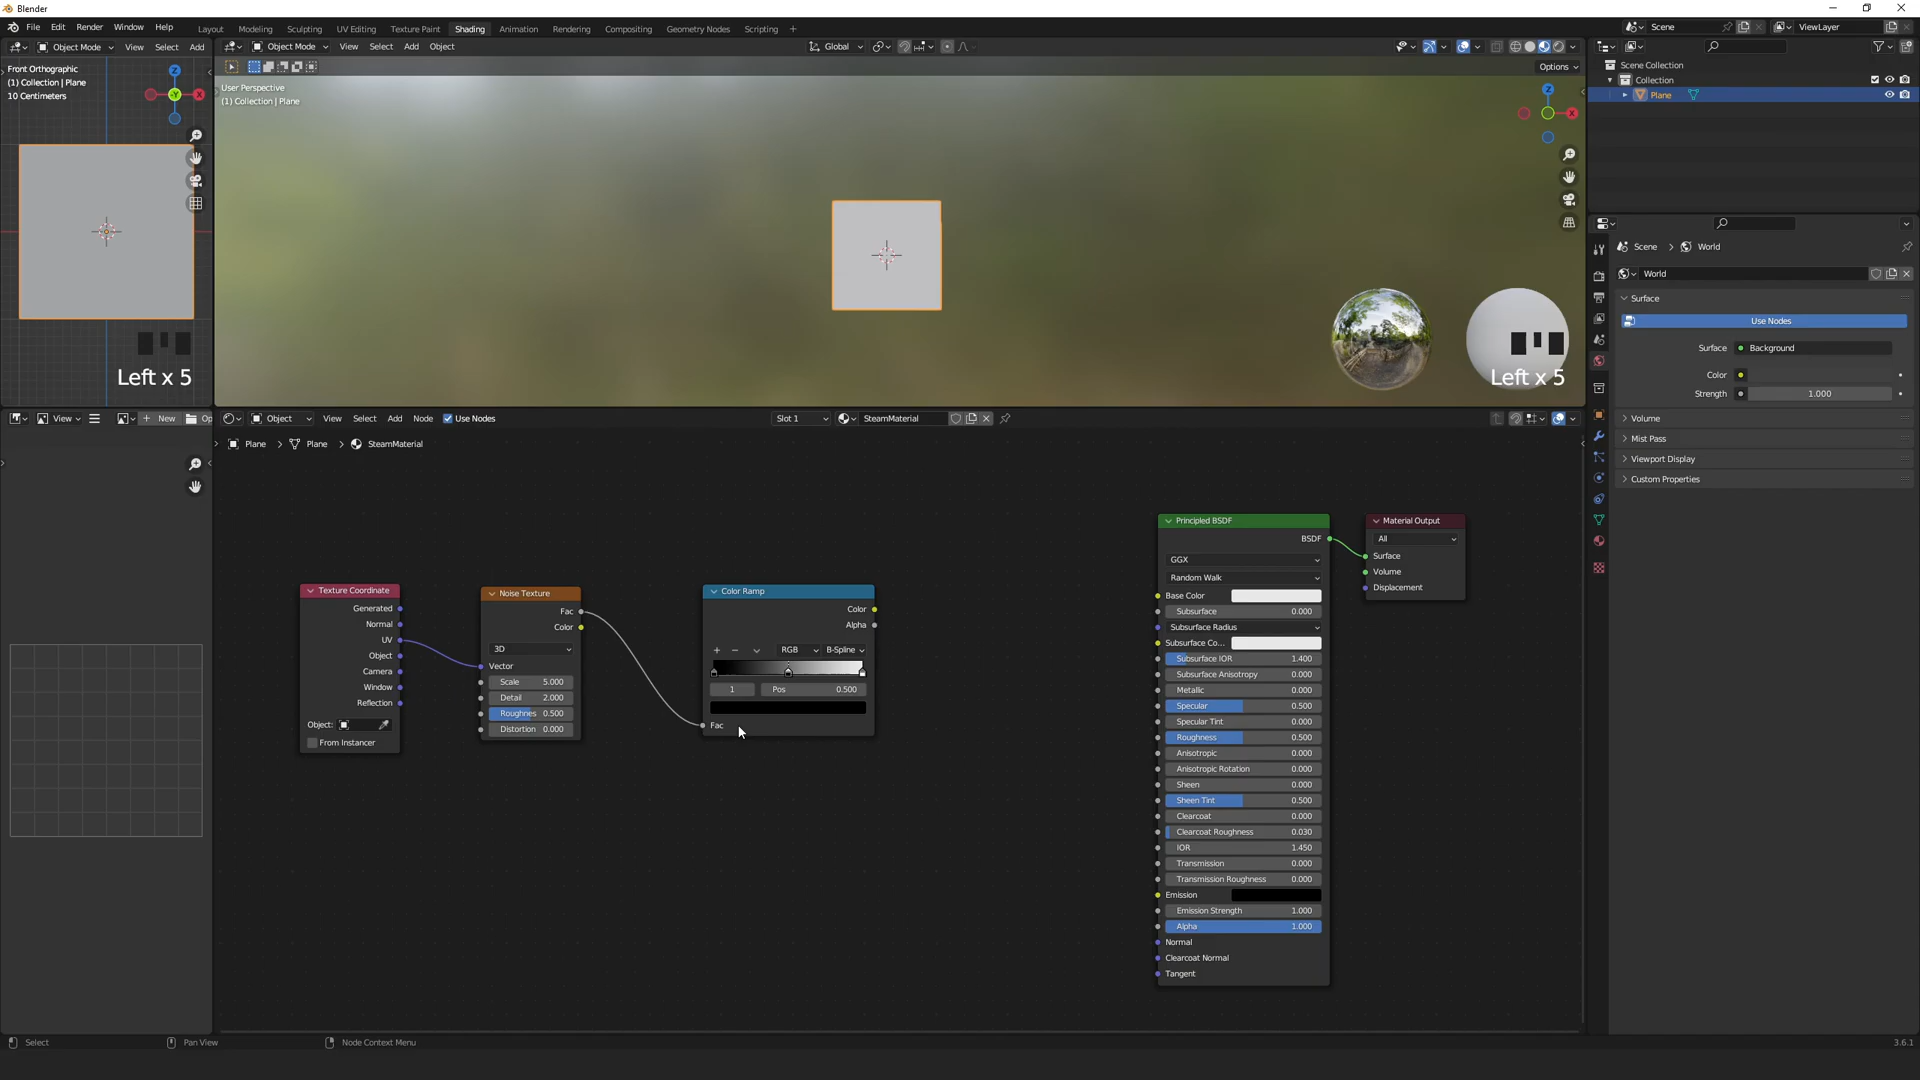 Blender
File Edit Render Window Help
Layout Modeling Sculpting UV Editing Texture Paint Shading Animation Rendering Compositing Geometry Nodes Scripting +
Scene
ViewLayer
Object Mode View Select Add
Object Mode View Select Add Object
Global
Options
Front Orthographic
(1) Collection | Plane
10 Centimeters
Z
-Y
X
Left x 5
User Perspective
(1) Collection | Plane
Z
X
Left x 5
Scene Collection
Collection
Plane
Scene > World
World
Surface
Use Nodes
Surface Background
Color
Strength 1.000
Volume
Mist Pass
Viewport Display
Custom Properties
View + New Op
Object View Select Add Node Use Nodes
Slot 1
SteamMaterial
Plane > Plane > SteamMaterial
Texture Coordinate
Generated
Normal
UV
Object
Camera
Window
Reflection
Object:
From Instancer
Noise Texture
Fac
Color
3D
Vector
Scale 5.000
Detail 2.000
Roughnes 0.500
Distortion 0.000
Color Ramp
Color
Alpha
+ − RGB B-Spline
1 Pos 0.500
Fac
Principled BSDF
BSDF
GGX
Random Walk
Base Color
Subsurface 0.000
Subsurface Radius
Subsurface Co...
Subsurface IOR 1.400
Subsurface Anisotropy 0.000
Metallic 0.000
Specular 0.500
Specular Tint 0.000
Roughness 0.500
Anisotropic 0.000
Anisotropic Rotation 0.000
Sheen 0.000
Sheen Tint 0.500
Clearcoat 0.000
Clearcoat Roughness 0.030
IOR 1.450
Transmission 0.000
Transmission Roughness 0.000
Emission
Emission Strength 1.000
Alpha 1.000
Normal
Clearcoat Normal
Tangent
Material Output
All
Surface
Volume
Displacement
Select
Pan View
Node Context Menu
3.6.1